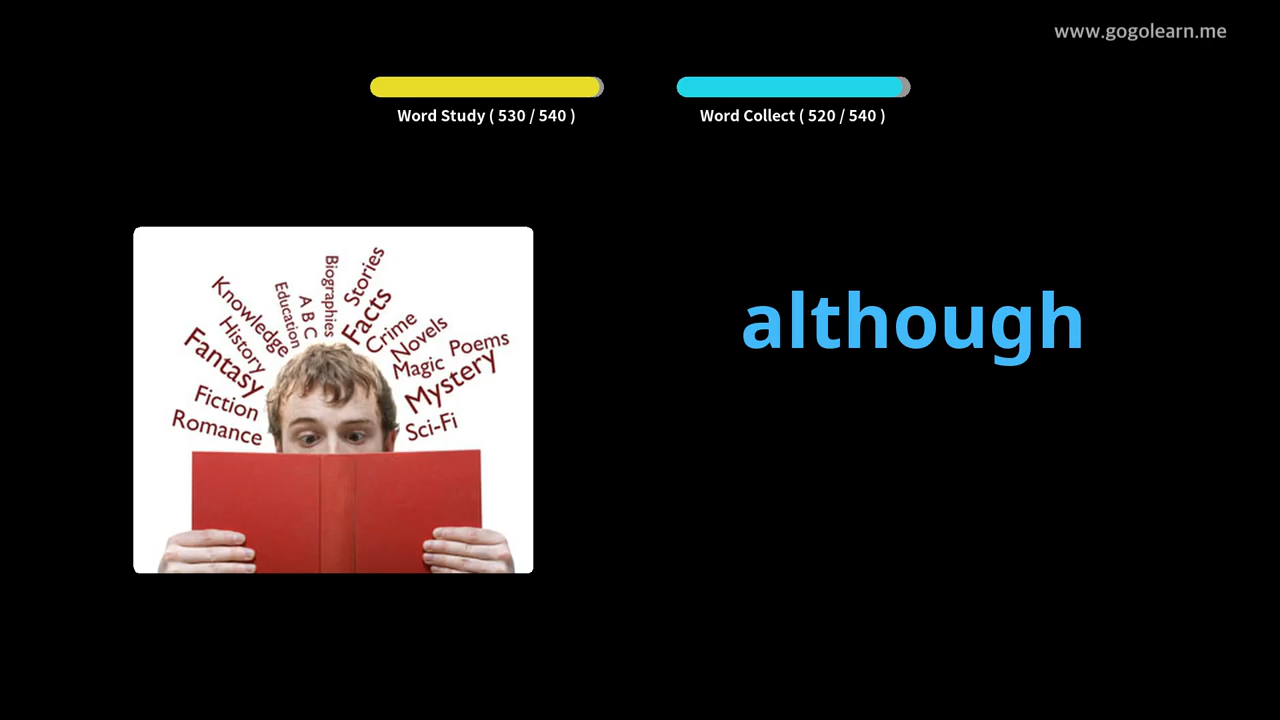 www.gogolearn.me
Word Study ( 530 / 540 )
Word Collect ( 520 / 540 )
although
Biographies
Stories
Education
A B C
Facts
Knowledge
Crime
History
Novels
Poems
Fantasy
Magic
Mystery
Fiction
Sci-Fi
Romance